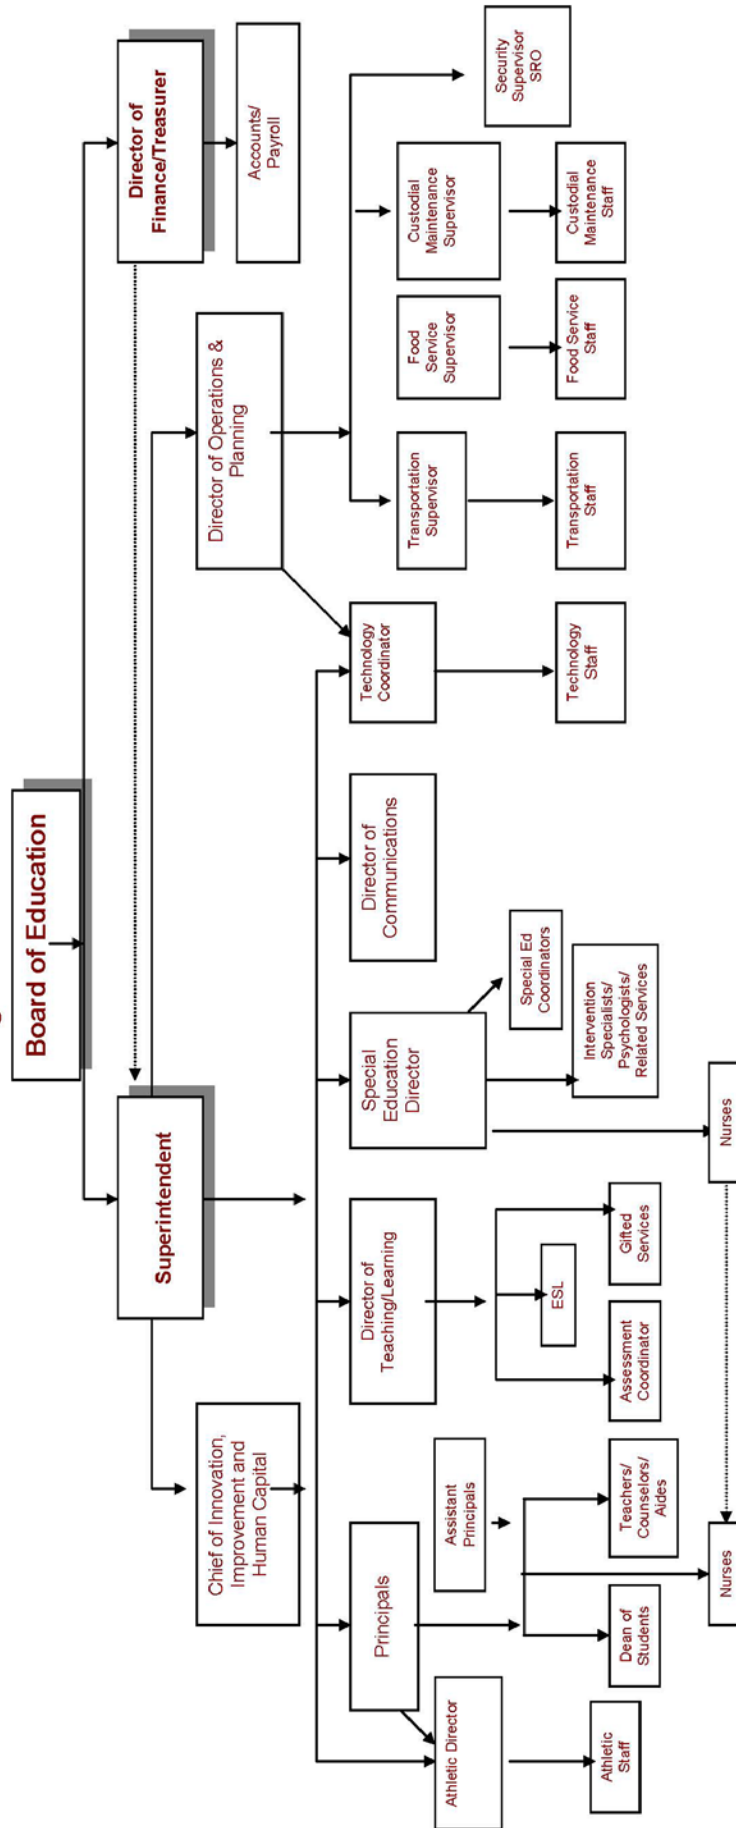 Board of Education
Superintendent
Director of
Finance/Treasurer
Accounts/
Payroll
Chief of Innovation,
Improvement and
Human Capital
Director of Operations &
Planning
Principals
Director of
Teaching/Learning
Special
Education
Director
Director of
Communications
Technology
Coordinator
Transportation
Supervisor
Food
Service
Supervisor
Custodial
Maintenance
Supervisor
Security
Supervisor
SRO
Athletic Director
Assistant
Principals
ESL
Special Ed
Coordinators
Athletic
Staff
Dean of
Students
Teachers/
Counselors/
Aides
Assessment
Coordinator
Gifted
Services
Intervention
Specialists/
Psychologists/
Related Services
Technology
Staff
Transportation
Staff
Food Service
Staff
Custodial
Maintenance
Staff
Nurses
Nurses